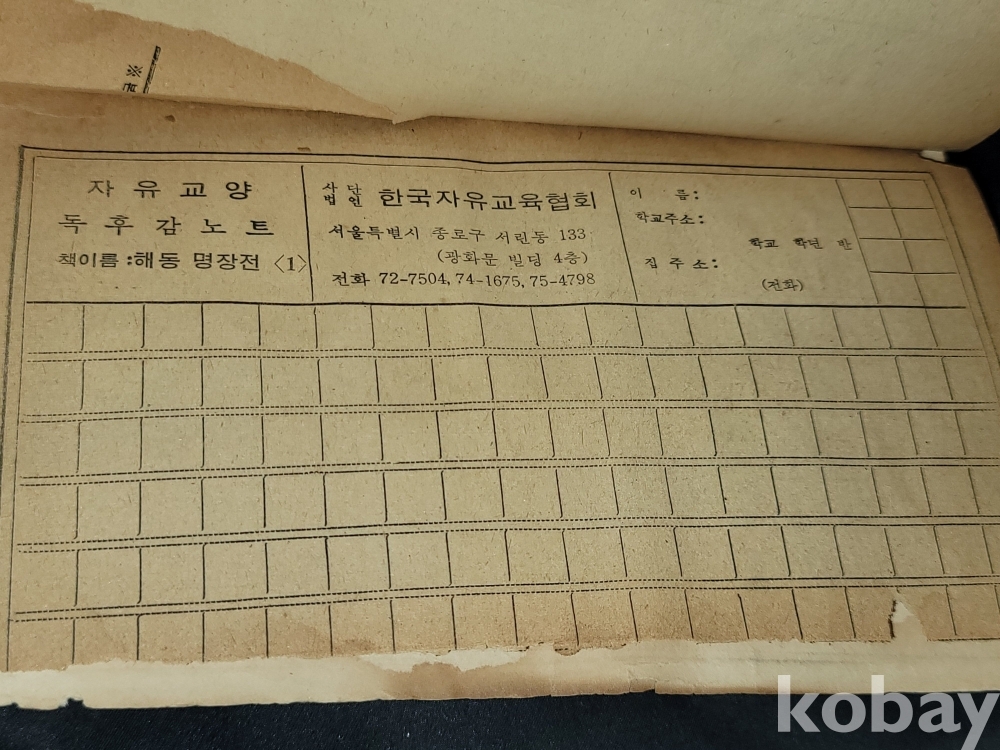 급※
자유교양
독후감노트
책이름:해동 명장전 〈1〉
사단법인 한국자유교육협회
서울특별시 종로구 서린동 133
(광화문 빌딩 4층)
전화 72-7504, 74-1675, 75-4798
이 름:
학교주소:
학교 학년 반
집 주소:
(전화)
kobay